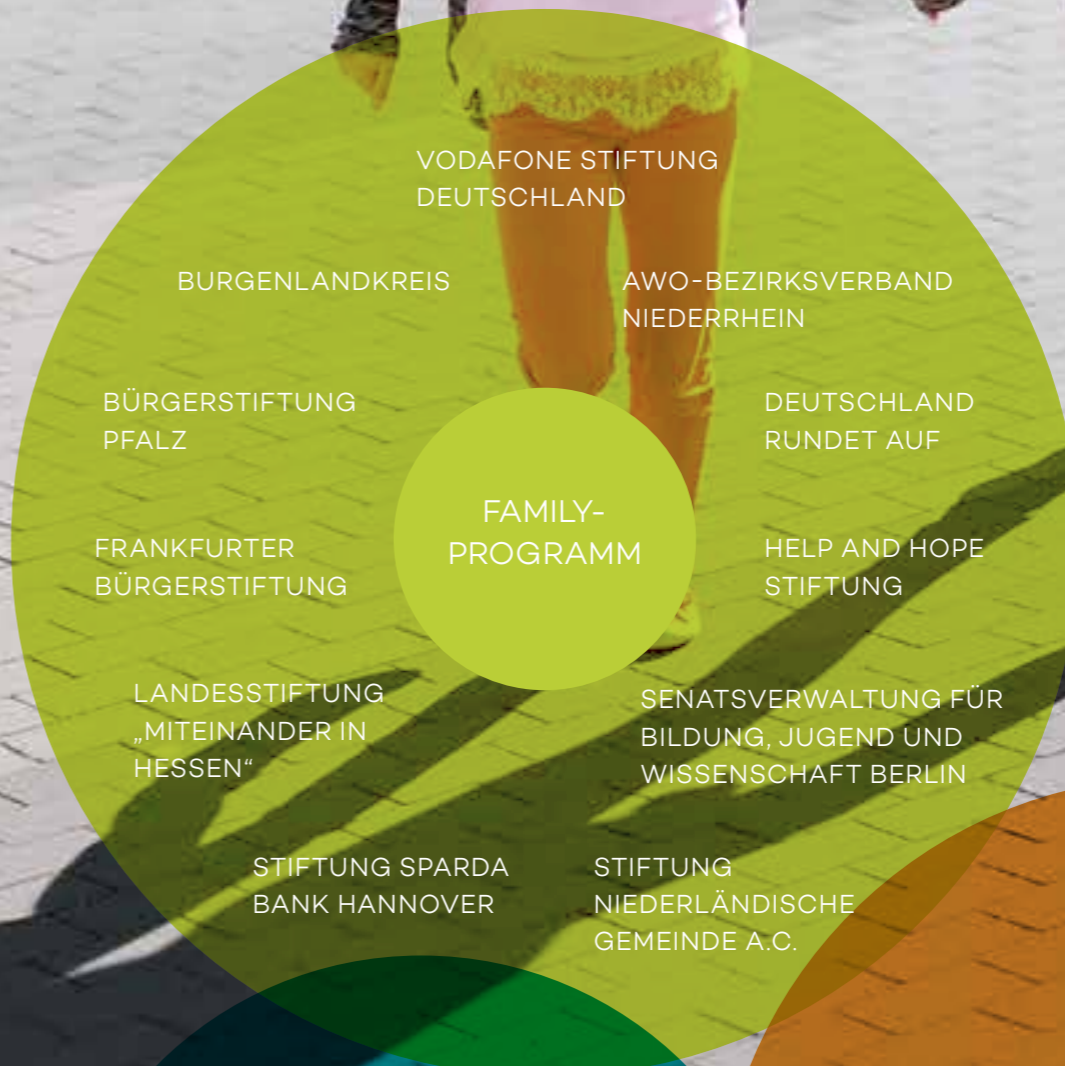 VODAFONE STIFTUNG
DEUTSCHLAND
BURGENLANDKREIS
AWO-BEZIRKSVERBAND
NIEDERRHEIN
BÜRGERSTIFTUNG
PFALZ
DEUTSCHLAND
RUNDET AUF
FAMILY-
PROGRAMM
FRANKFURTER
BÜRGERSTIFTUNG
HELP AND HOPE
STIFTUNG
LANDESSTIFTUNG
„MITEINANDER IN
HESSEN“
SENATSVERWALTUNG FÜR
BILDUNG, JUGEND UND
WISSENSCHAFT BERLIN
STIFTUNG SPARDA
BANK HANNOVER
STIFTUNG
NIEDERLÄNDISCHE
GEMEINDE A.C.